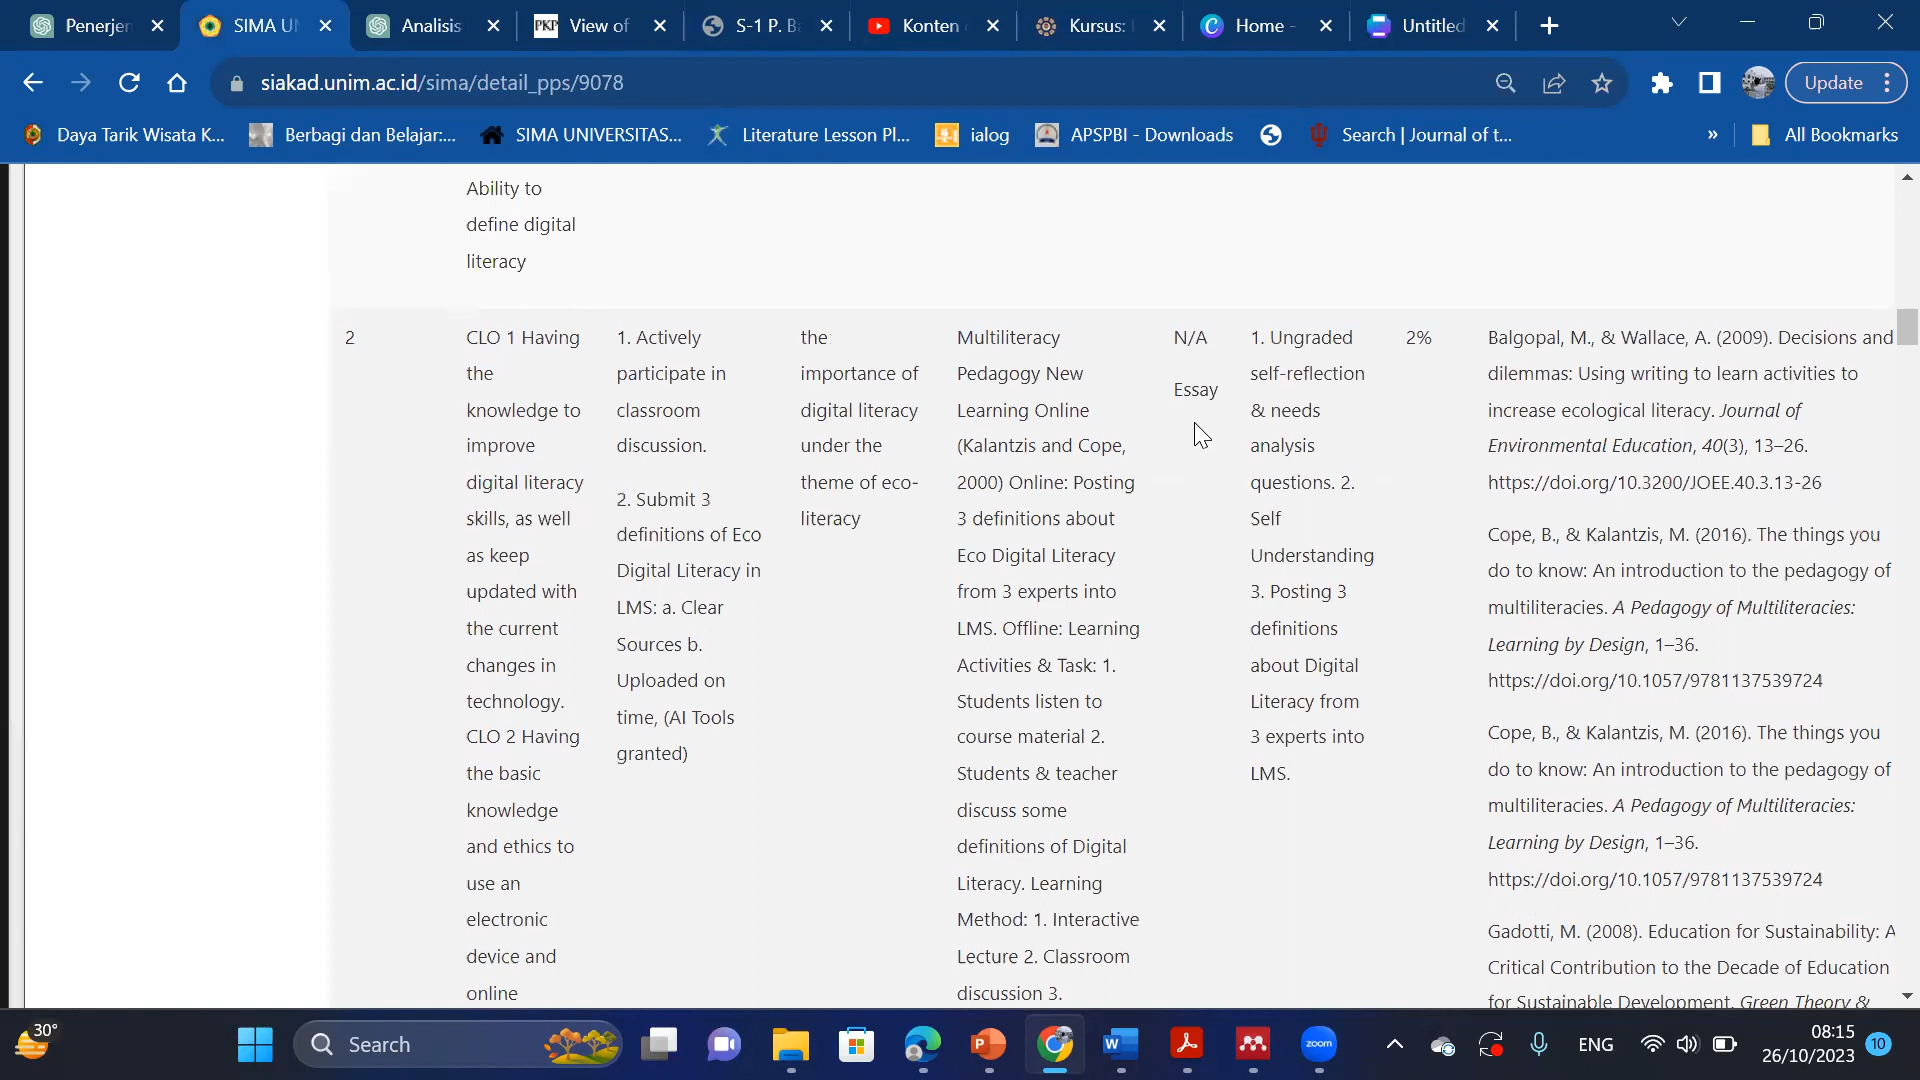 Penerjer
SIMA UN
Analisis
PKP View of
S-1 P. Ba
Konten
Kursus:
Home -
Untitled
siakad.unim.ac.id/sima/detail_pps/9078
Update
Daya Tarik Wisata K...
Berbagi dan Belajar:...
SIMA UNIVERSITAS...
Literature Lesson Pl...
ialog
APSPBI - Downloads
Search | Journal of t...
»
All Bookmarks
Ability to
define digital
literacy
2
CLO 1 Having
the
knowledge to
improve
digital literacy
skills, as well
as keep
updated with
the current
changes in
technology.
CLO 2 Having
the basic
knowledge
and ethics to
use an
electronic
device and
online
1. Actively
participate in
classroom
discussion.
2. Submit 3
definitions of Eco
Digital Literacy in
LMS: a. Clear
Sources b.
Uploaded on
time, (AI Tools
granted)
the
importance of
digital literacy
under the
theme of eco-
literacy
Multiliteracy
Pedagogy New
Learning Online
(Kalantzis and Cope,
2000) Online: Posting
3 definitions about
Eco Digital Literacy
from 3 experts into
LMS. Offline: Learning
Activities & Task: 1.
Students listen to
course material 2.
Students & teacher
discuss some
definitions of Digital
Literacy. Learning
Method: 1. Interactive
Lecture 2. Classroom
discussion 3.
N/A
Essay
1. Ungraded
self-reflection
& needs
analysis
questions. 2.
Self
Understanding
3. Posting 3
definitions
about Digital
Literacy from
3 experts into
LMS.
2%
Balgopal, M., & Wallace, A. (2009). Decisions and
dilemmas: Using writing to learn activities to
increase ecological literacy. Journal of
Environmental Education, 40(3), 13–26.
https://doi.org/10.3200/JOEE.40.3.13-26
Cope, B., & Kalantzis, M. (2016). The things you
do to know: An introduction to the pedagogy of
multiliteracies. A Pedagogy of Multiliteracies:
Learning by Design, 1–36.
https://doi.org/10.1057/9781137539724
Cope, B., & Kalantzis, M. (2016). The things you
do to know: An introduction to the pedagogy of
multiliteracies. A Pedagogy of Multiliteracies:
Learning by Design, 1–36.
https://doi.org/10.1057/9781137539724
Gadotti, M. (2008). Education for Sustainability: A
Critical Contribution to the Decade of Education
for Sustainable Development. Green Theory &
30°
Search
zoom
ENG
08:15
26/10/2023
10